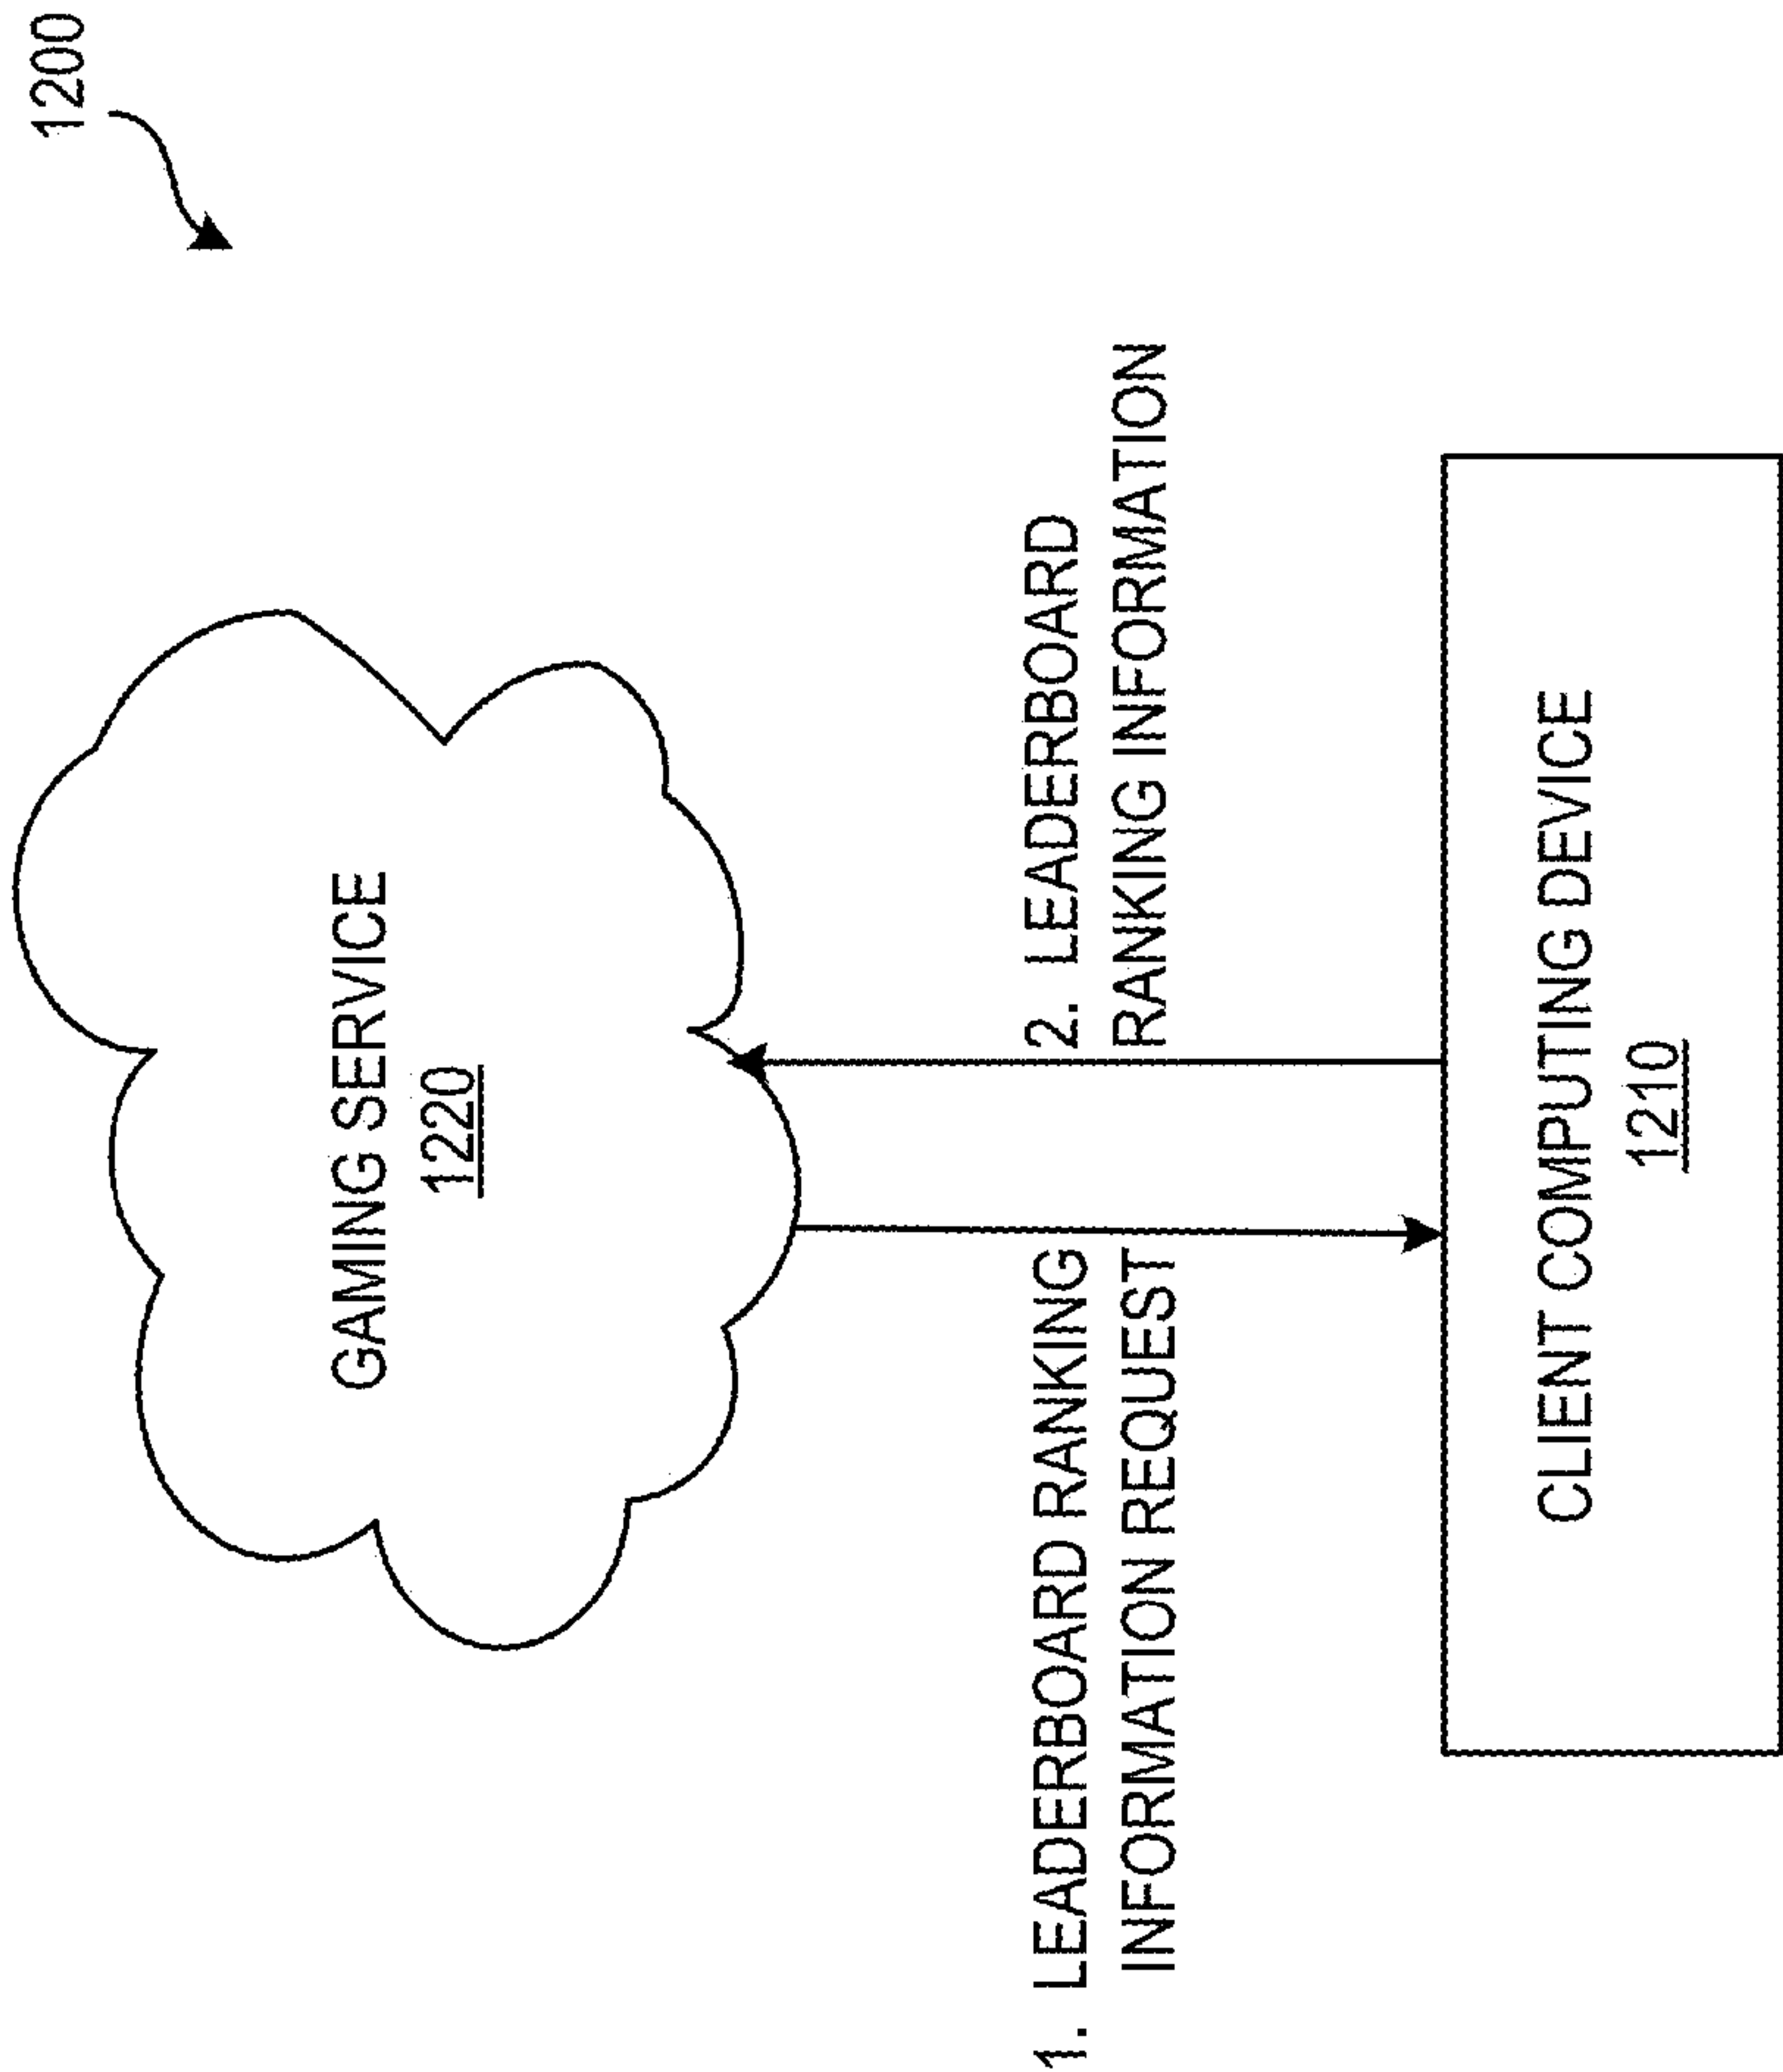 1200
GAMING SERVICE
1220
1. LEADERBOARD RANKING
INFORMATION REQUEST
2. LEADERBOARD
RANKING INFORMATION
CLIENT COMPUTING DEVICE
1210